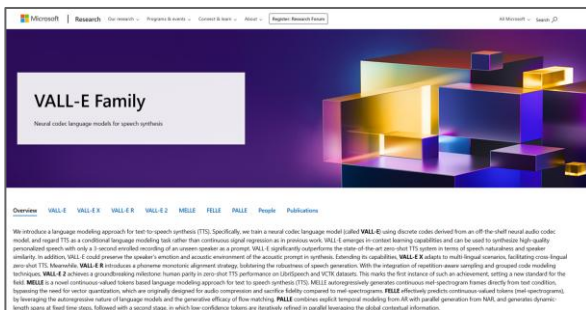 Microsoft Research Our research Programs & events Connect & learn About Register: Research Forum All Microsoft Search
VALL-E Family
Neural codec language models for speech synthesis
Overview VALL-E VALL-E X VALL-E R VALL-E 2 MELLE FELLE PALLE People Publications
We introduce a language modeling approach for text-to-speech synthesis (TTS). Specifically, we train a neural codec language model (called VALL-E) using discrete codes derived from an off-the-shelf neural audio codec
model, and regard TTS as a conditional language modeling task rather than continuous signal regression as in previous work. VALL-E emerges in-context learning capabilities and can be used to synthesize high-quality
personalized speech with only a 3-second enrolled recording of an unseen speaker as a prompt. VALL-E significantly outperforms the state-of-the-art zero-shot TTS system in terms of speech naturalness and speaker
similarity. In addition, VALL-E could preserve the speaker's emotion and acoustic environment of the acoustic prompt in synthesis. Extending its capabilities, VALL-E X adapts to multi-lingual scenarios, facilitating cross-lingual
zero-shot TTS. Meanwhile, VALL-E R introduces a phoneme monotonic alignment strategy, bolstering the robustness of speech generation. With the integration of repetition-aware sampling and grouped code modeling
techniques, VALL-E 2 achieves a groundbreaking milestone: human parity in zero-shot TTS performance on LibriSpeech and VCTK datasets. This marks the first instance of such an achievement, setting a new standard for the
field. MELLE is a novel continuous-valued tokens based language modeling approach for text to speech synthesis (TTS). MELLE autoregressively generates continuous mel-spectrogram frames directly from text condition,
bypassing the need for vector quantization, which are originally designed for audio compression and sacrifice fidelity compared to mel-spectrograms. FELLE effectively predicts continuous-valued tokens (mel-spectrograms),
by leveraging the autoregressive nature of language models and the generative efficacy of flow matching. PALLE combines explicit temporal modeling from AR with parallel generation from NAR, and generates dynamic-
length spans at fixed time steps, followed with a second stage, in which low-confidence tokens are iteratively refined in parallel leveraging the global contextual information.